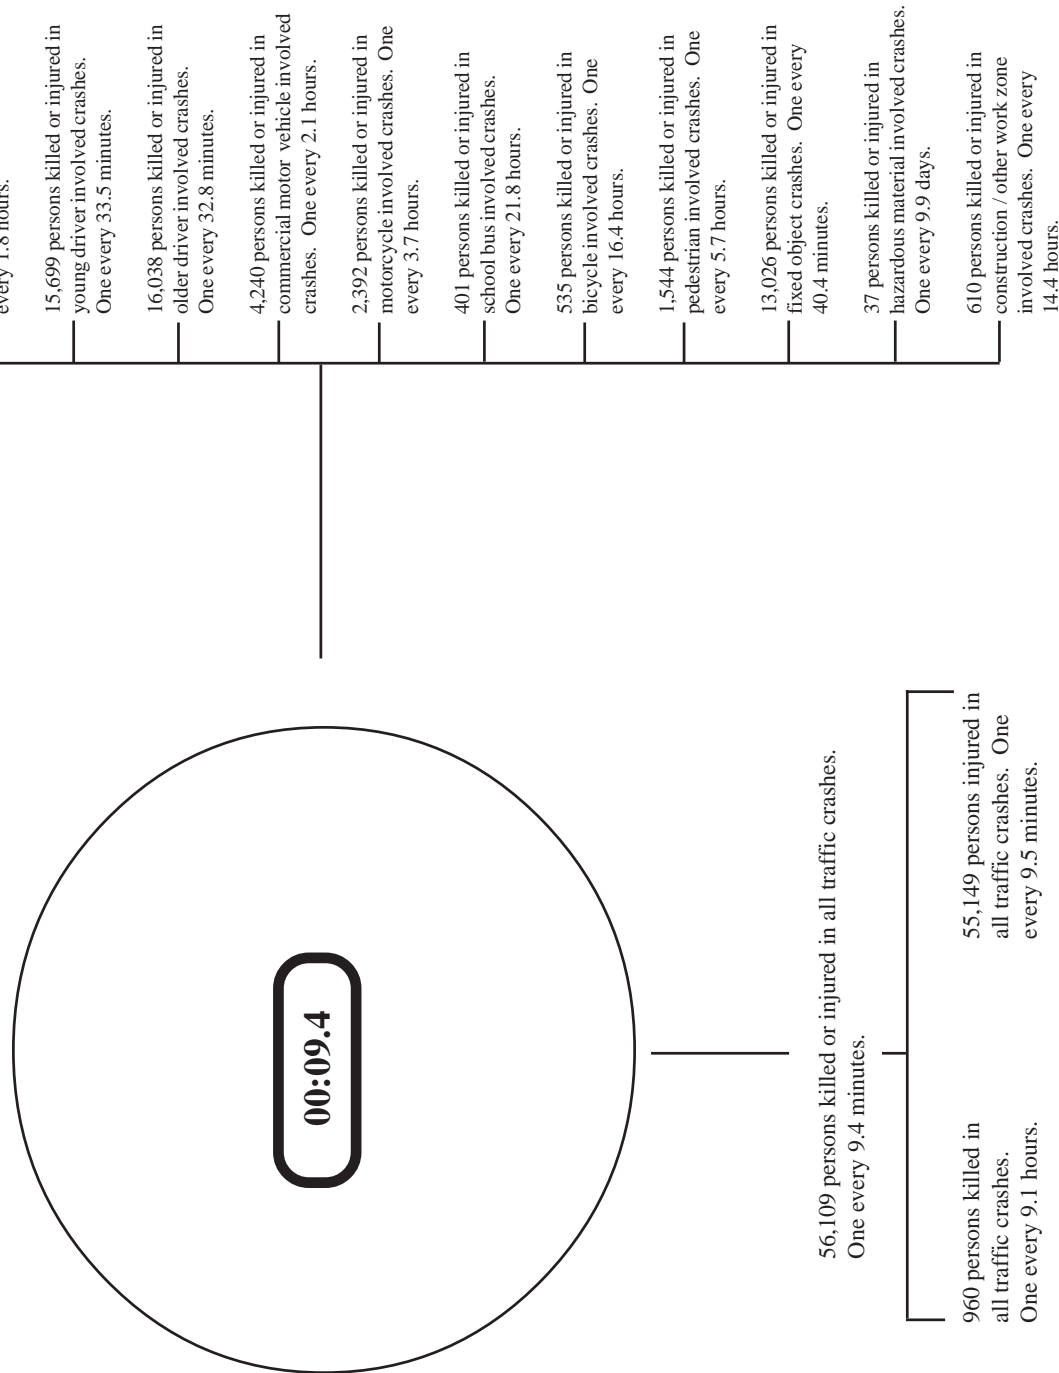 every 1.8 hours.
15,699 persons killed or injured in
young driver involved crashes.
One every 33.5 minutes.
16,038 persons killed or injured in
older driver involved crashes.
One every 32.8 minutes.
4,240 persons killed or injured in
commercial motor vehicle involved
crashes. One every 2.1 hours.
2,392 persons killed or injured in
motorcycle involved crashes. One
every 3.7 hours.
401 persons killed or injured in
school bus involved crashes.
One every 21.8 hours.
535 persons killed or injured in
bicycle involved crashes. One
every 16.4 hours.
1,544 persons killed or injured in
pedestrian involved crashes. One
every 5.7 hours.
13,026 persons killed or injured in
fixed object crashes. One every
40.4 minutes.
37 persons killed or injured in
hazardous material involved crashes.
One every 9.9 days.
610 persons killed or injured in
construction / other work zone
involved crashes. One every
14.4 hours.
00:09.4
56,109 persons killed or injured in all traffic crashes.
One every 9.4 minutes.
960 persons killed in
all traffic crashes.
One every 9.1 hours.
55,149 persons injured in
all traffic crashes. One
every 9.5 minutes.